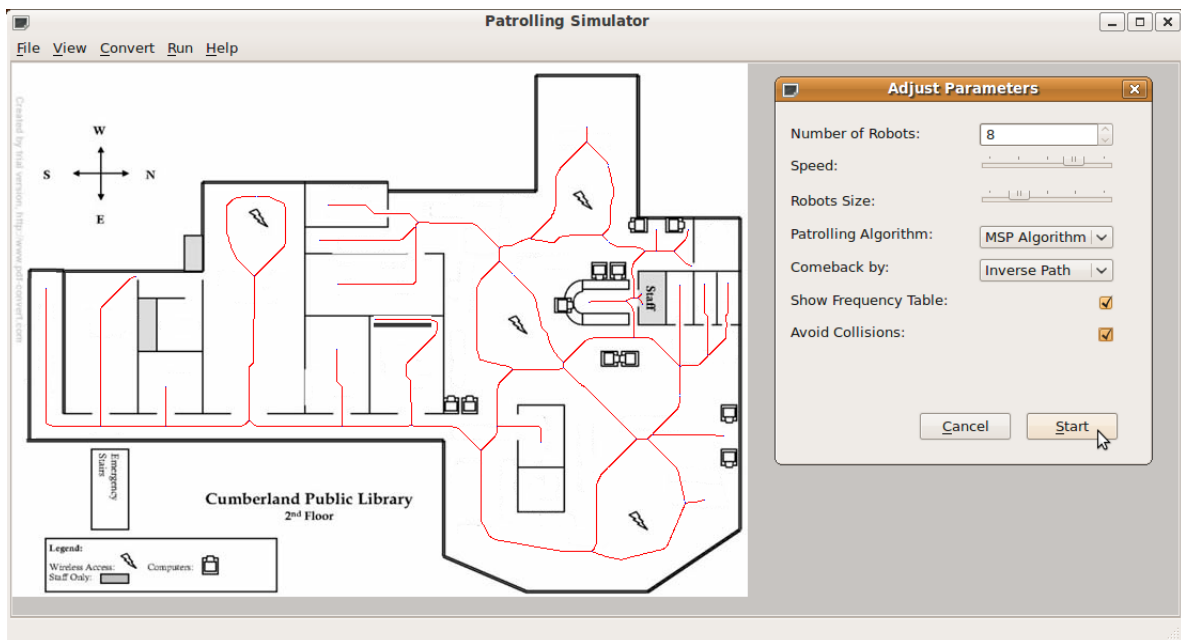 Patrolling Simulator
File View Convert Run Help
Created by trial version, http://www.pdf-convert.com
W
S
N
E
Staff
Emergency
Stairs
Cumberland Public Library
2nd Floor
Legend:
Wireless Access:
Computers:
Staff Only:
Adjust Parameters
Number of Robots: 8
Speed:
Robots Size:
Patrolling Algorithm: MSP Algorithm
Comeback by: Inverse Path
Show Frequency Table:
Avoid Collisions:
Cancel Start